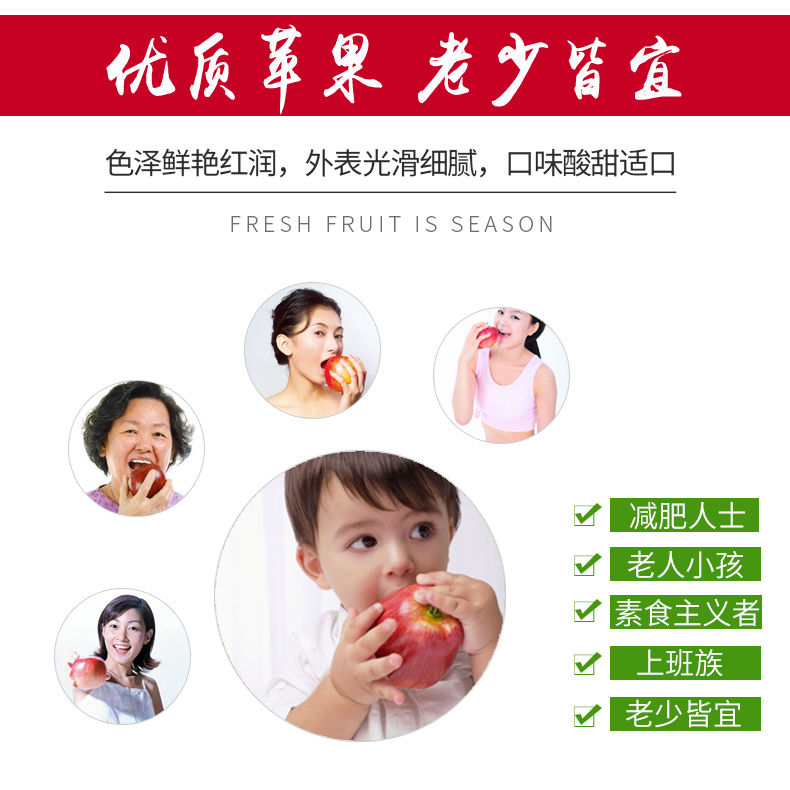 优质苹果 老少皆宜
色泽鲜艳红润，外表光滑细腻，口味酸甜适口
FRESH FRUIT IS SEASON
减肥人士
老人小孩
素食主义者
上班族
老少皆宜